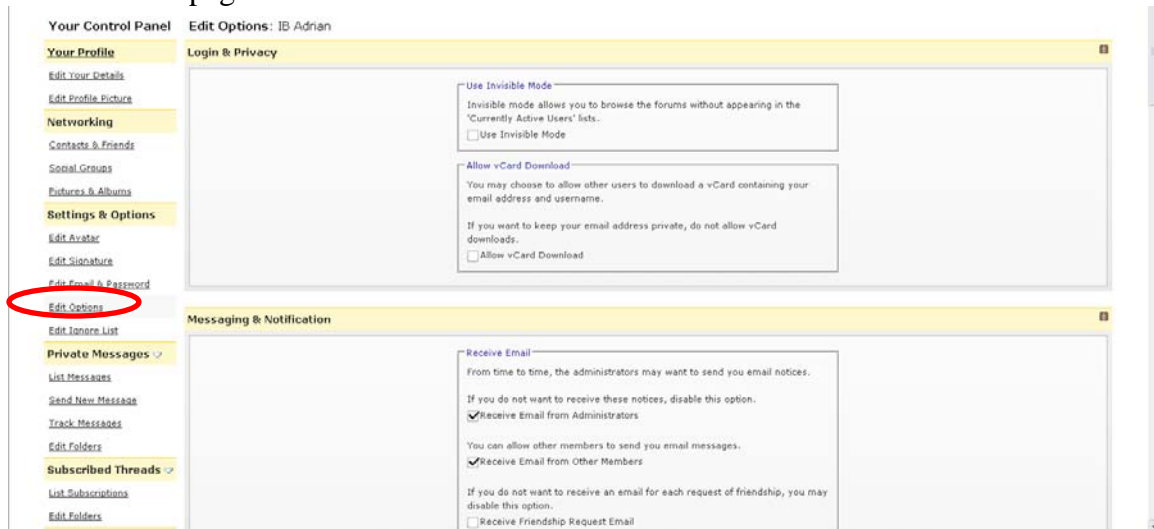 pag
Your Control Panel
Your Profile
Edit Your Details
Edit Profile Picture
Networking
Contacts & Friends
Social Groups
Pictures & Albums
Settings & Options
Edit Avatar
Edit Signature
Edit Email & Password
Edit Options
Edit Ignore List
Private Messages
List Messages
Send New Message
Track Messages
Edit Folders
Subscribed Threads
List Subscriptions
Edit Folders
Edit Options: IB Adrian
Login & Privacy
Use Invisible Mode
Invisible mode allows you to browse the forums without appearing in the
'Currently Active Users' lists.
Use Invisible Mode
Allow vCard Download
You may choose to allow other users to download a vCard containing your
email address and username.
If you want to keep your email address private, do not allow vCard
downloads.
Allow vCard Download
Messaging & Notification
Receive Email
From time to time, the administrators may want to send you email notices.
If you do not want to receive these notices, disable this option.
Receive Email from Administrators
You can allow other members to send you email messages.
Receive Email from Other Members
If you do not want to receive an email for each request of friendship, you may
disable this option.
Receive Friendship Request Email